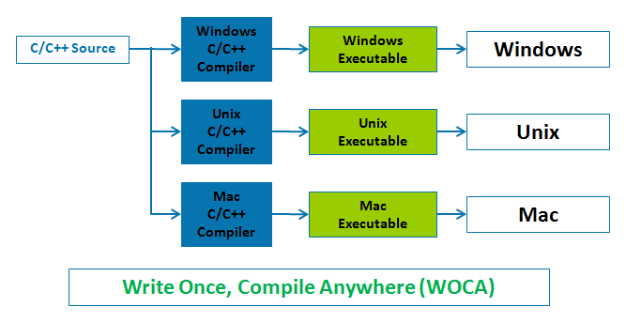 C/C++ Source
Windows
C/C++
Compiler
Windows
Executable
Windows
Unix
C/C++
Compiler
Unix
Executable
Unix
Mac
C/C++
Compiler
Mac
Executable
Mac
Write Once, Compile Anywhere (WOCA)